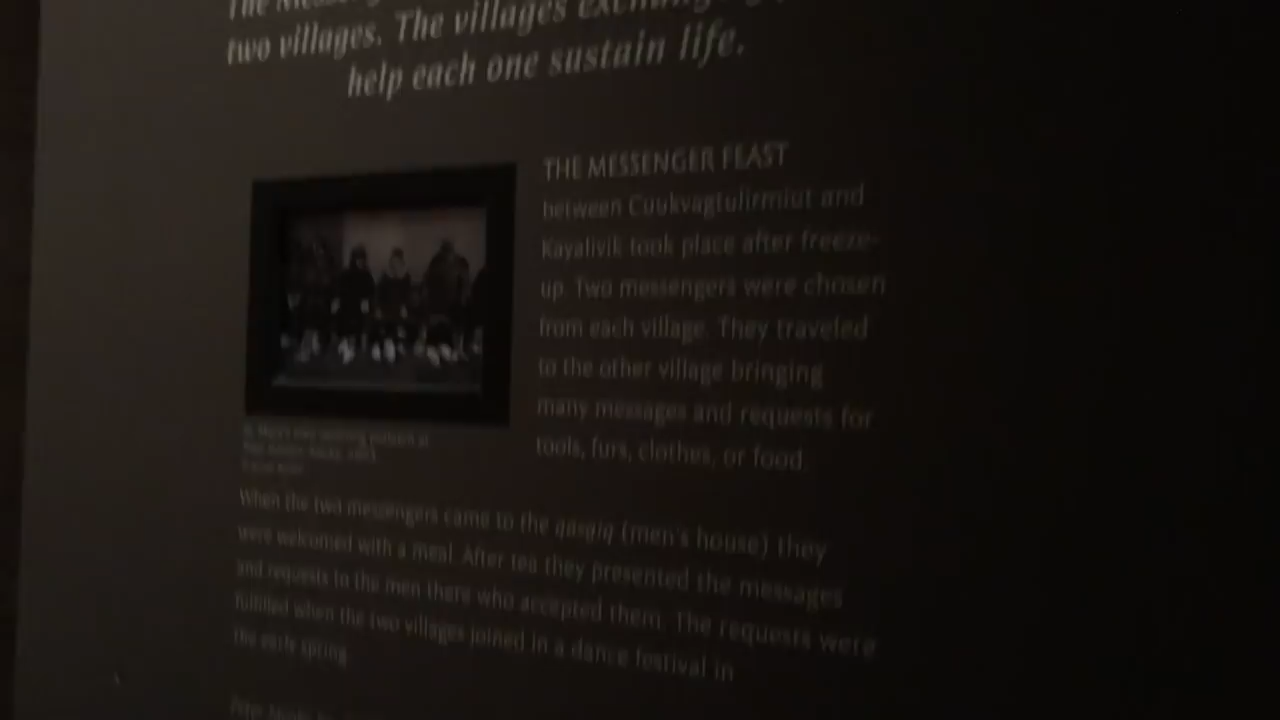 two villages. The villages
help each one sustain life.
THE MESSENGER FEAST
between Cuukvagtulirmiut and
Kayalivik took place after freeze-
up. Two messengers were chosen
from each village. They traveled
to the other village bringing
many messages and requests for
tools, furs, clothes, or food.
When the two messengers came to the qasgiq (men's house) they
were welcomed with a meal. After tea they presented the messages
and requests to the men there who accepted them. The requests were
fulfilled when the two villages joined in a dance festival in
the early spring.